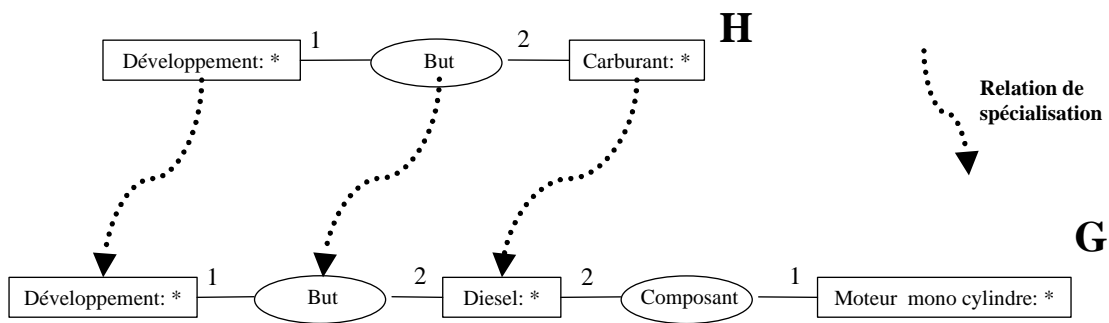 H
1
2
Développement: *
But
Carburant: *
Relation de
spécialisation
G
1
2
2
1
Développement: *
But
Diesel: *
Composant
Moteur mono cylindre: *